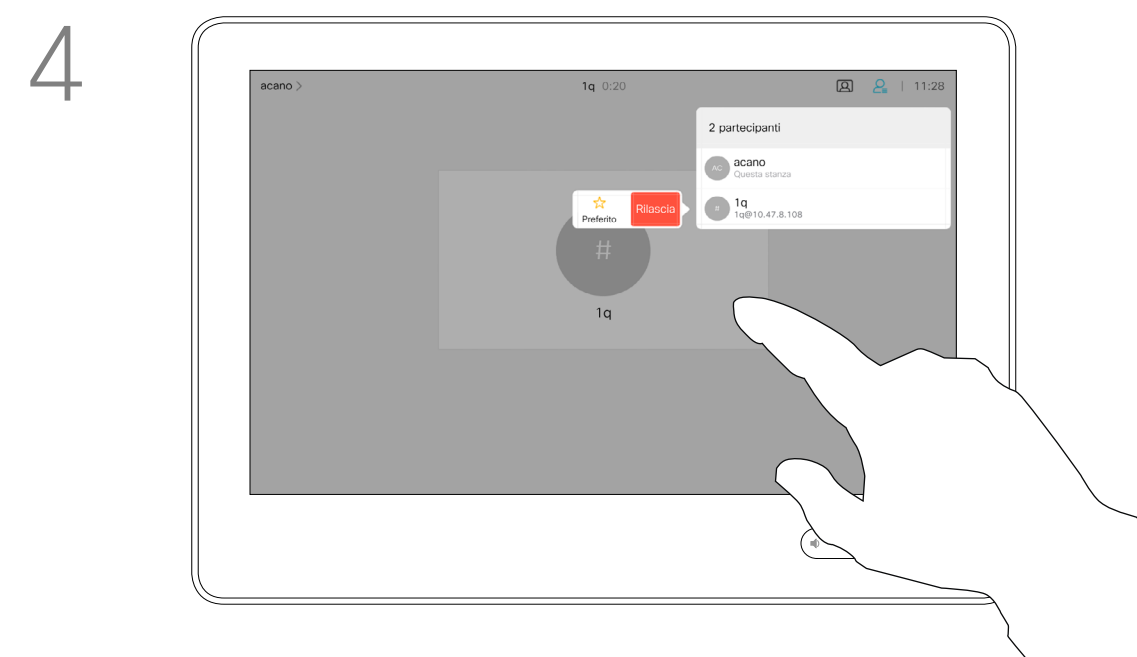 4
acano >
1q 0:20
11:28
2 partecipanti
AC
acano
Questa stanza
Preferito
Rilascia
#
1q
1q@10.47.8.108
#
1q